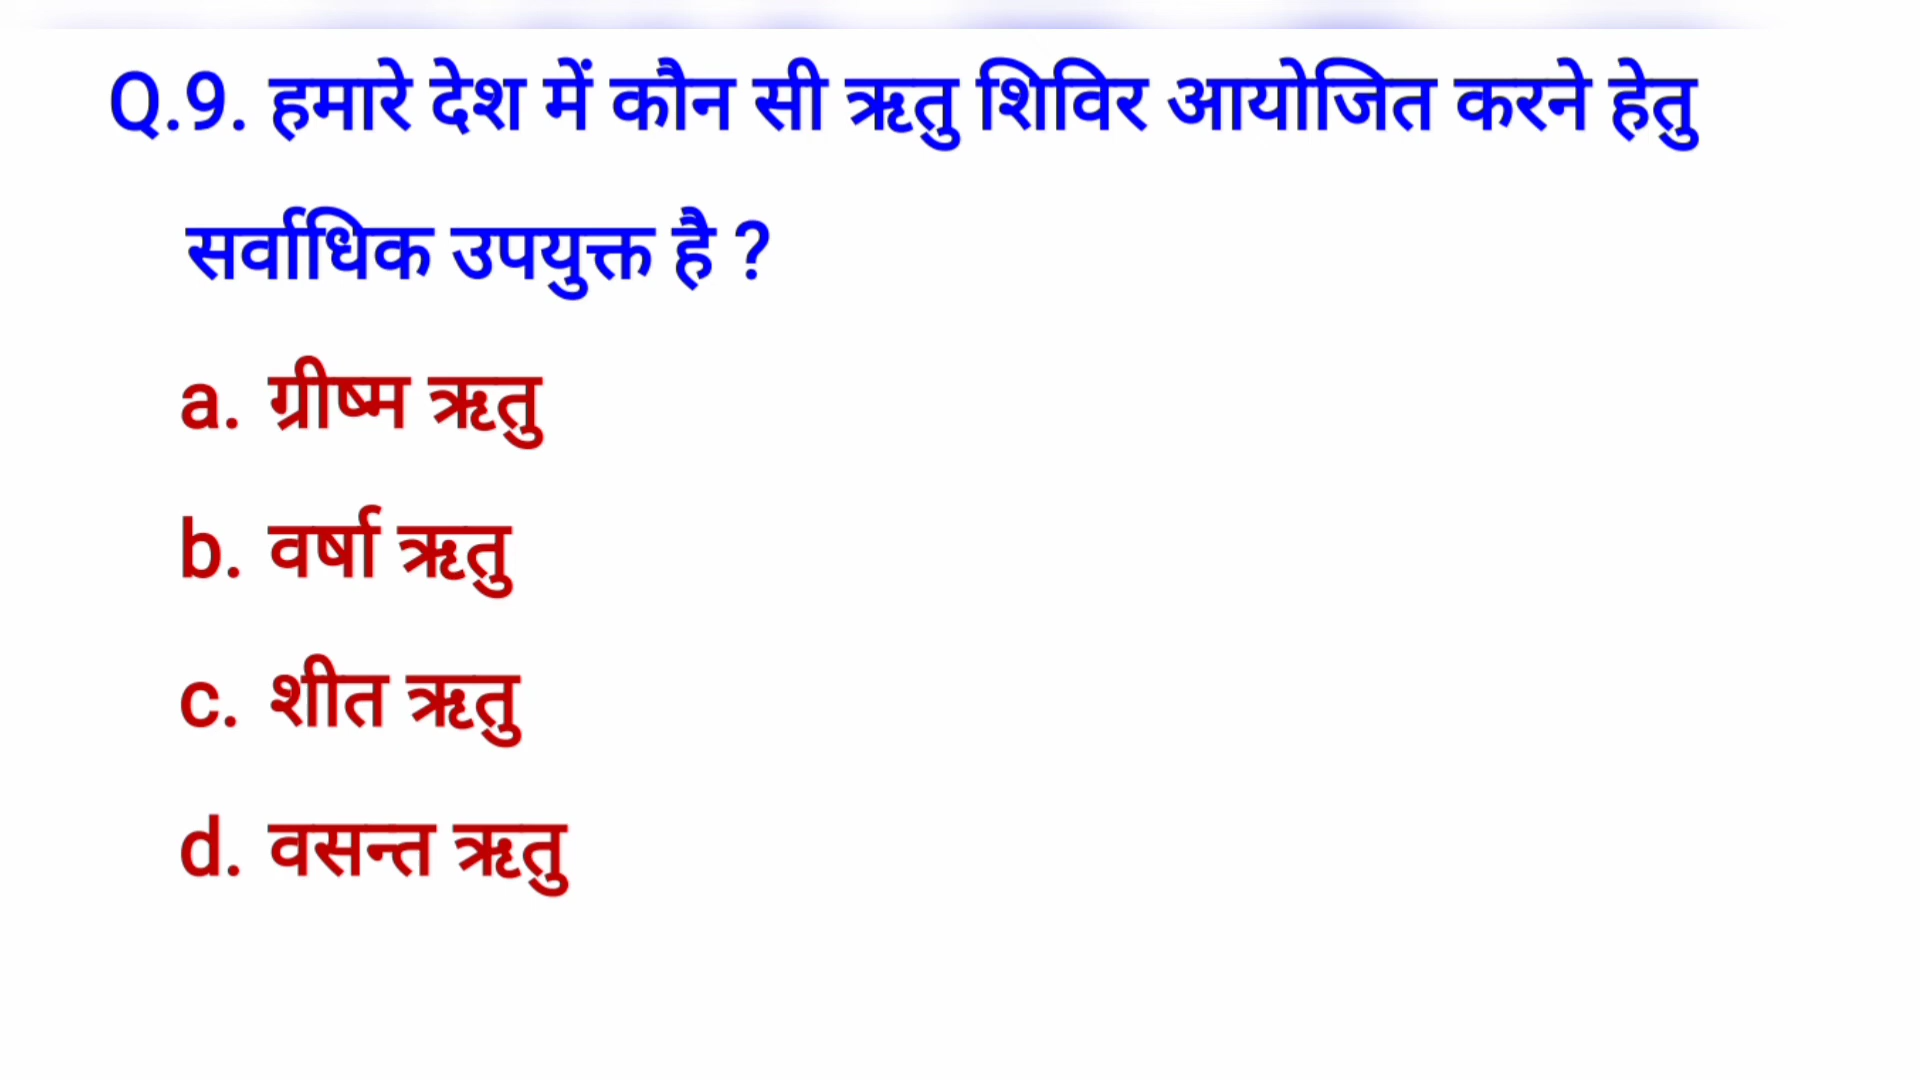 Q.9. हमारे देश में कौन सी ऋतु शिविर आयोजित करने हेतु
सर्वाधिक उपयुक्त है ?
a. ग्रीष्म ऋतु
b. वर्षा ऋतु
c. शीत ऋतु
d. वसन्त ऋतु